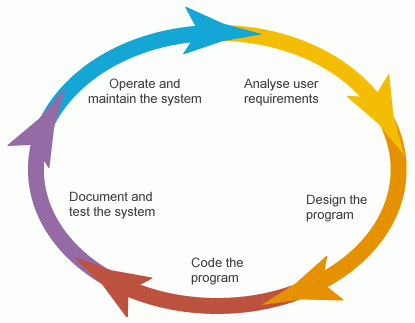 Operate and
maintain the system
Analyse user
requirements
Design the
program
Code the
program
Document and
test the system